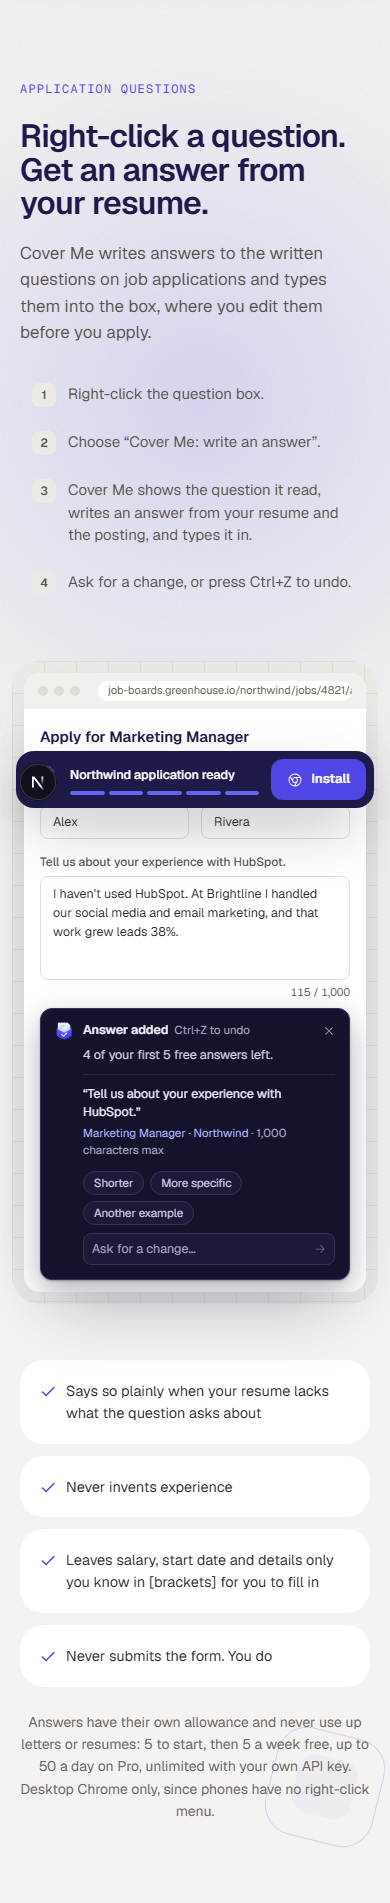 APPLICATION QUESTIONS
Right-click a question.
Get an answer from
your resume.
Cover Me writes answers to the written
questions on job applications and types
them into the box, where you edit them
before you apply.
1 Right-click the question box.
2 Choose “Cover Me: write an answer”.
3 Cover Me shows the question it read,
writes an answer from your resume and
the posting, and types it in.
4 Ask for a change, or press Ctrl+Z to undo.
job-boards.greenhouse.io/northwind/jobs/4821/a
Apply for Marketing Manager
N Northwind application ready Install
Alex Rivera
Tell us about your experience with HubSpot.
I haven't used HubSpot. At Brightline I handled
our social media and email marketing, and that
work grew leads 38%.
115 / 1,000
Answer added Ctrl+Z to undo
4 of your first 5 free answers left.
“Tell us about your experience with
HubSpot.”
Marketing Manager · Northwind · 1,000
characters max
Shorter More specific
Another example
Ask for a change…
Says so plainly when your resume lacks
what the question asks about
Never invents experience
Leaves salary, start date and details only
you know in [brackets] for you to fill in
Never submits the form. You do
Answers have their own allowance and never use up
letters or resumes: 5 to start, then 5 a week free, up to
50 a day on Pro, unlimited with your own API key.
Desktop Chrome only, since phones have no right-click
menu.